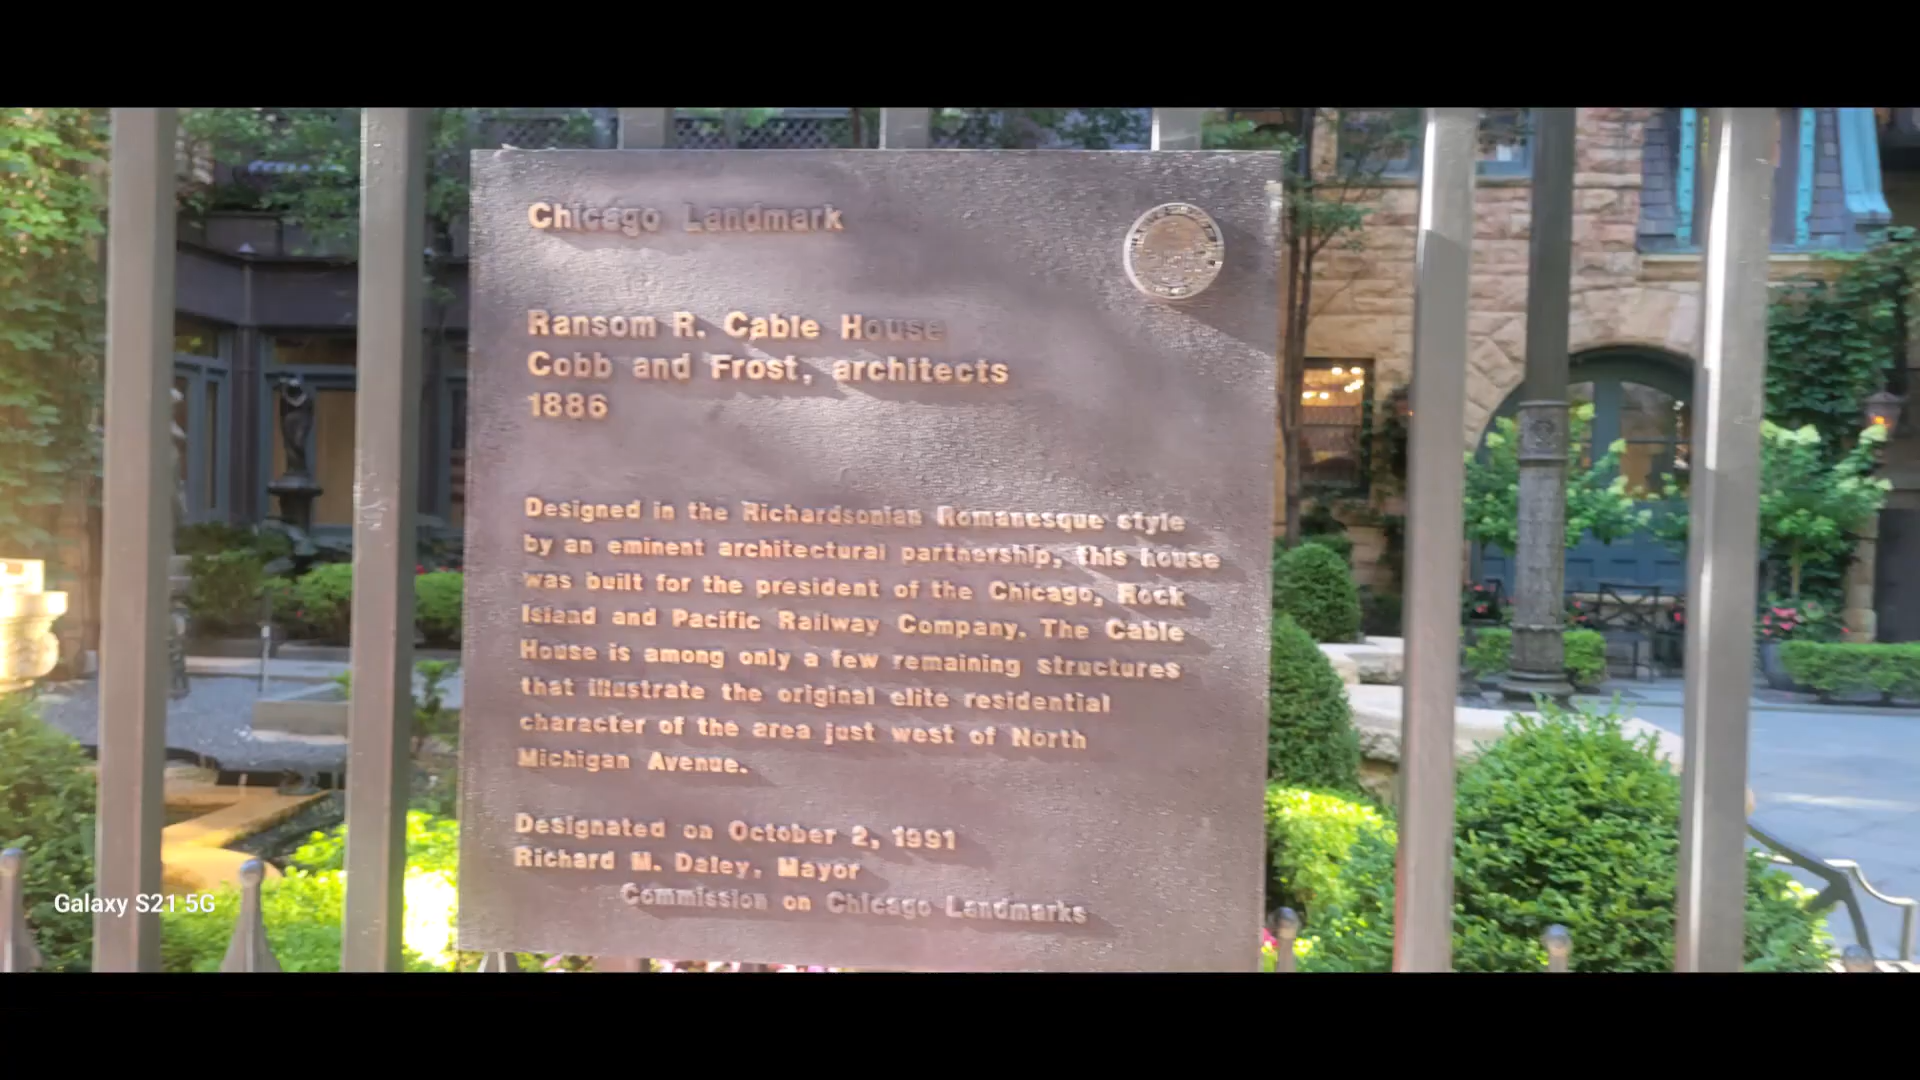 Chicago Landmark
Ransom R. Cable House
Cobb and Frost, architects
1886
Designed in the Richardsonian Romanesque style
by an eminent architectural partnership, this house
was built for the president of the Chicago, Rock
Island and Pacific Railway Company. The Cable
House is among only a few remaining structures
that illustrate the original elite residential
character of the area just west of North
Michigan Avenue.
Designated on October 2, 1991
Richard M. Daley, Mayor
Commission on Chicago Landmarks
Galaxy S21 5G